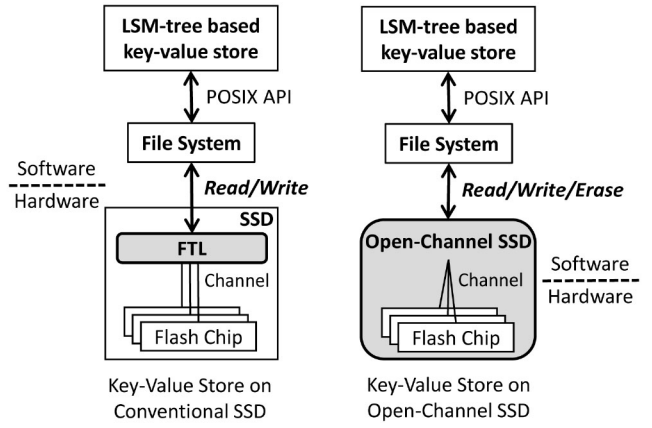 LSM-tree based
key-value store
POSIX API
File System
Software
Hardware
Read/Write
SSD
FTL
Channel
Flash Chip
Key-Value Store on
Conventional SSD
LSM-tree based
key-value store
POSIX API
File System
Read/Write/Erase
Open-Channel SSD
Channel
Software
Hardware
Flash Chip
Key-Value Store on
Open-Channel SSD